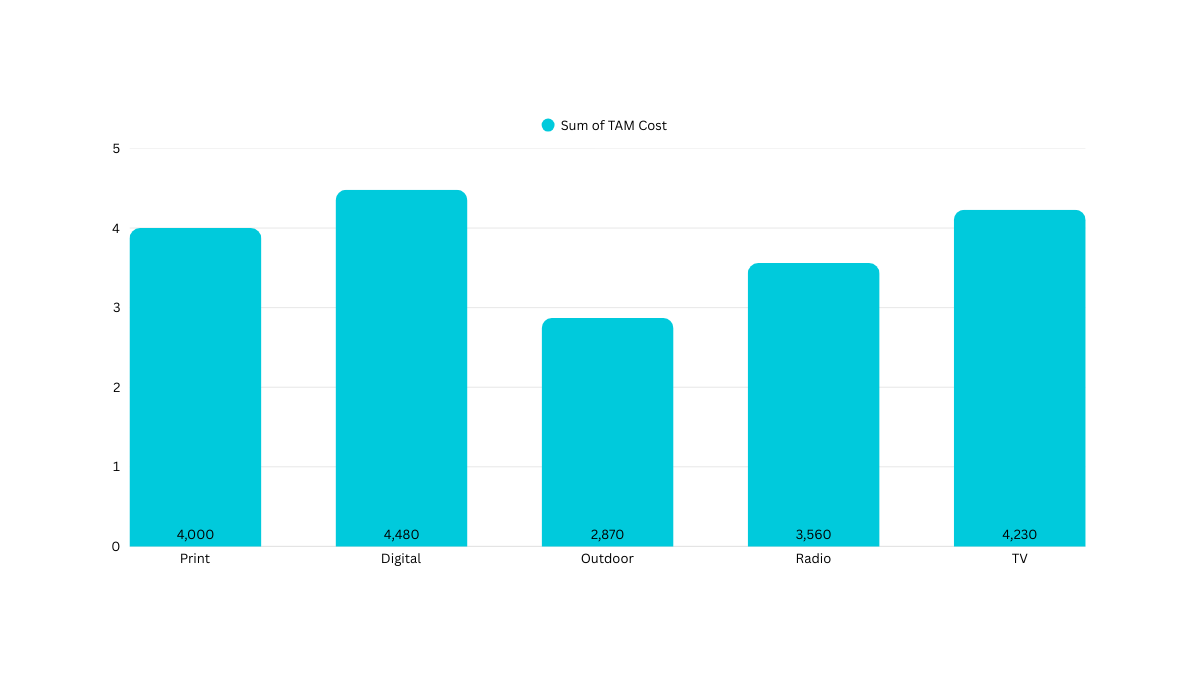 Sum of TAM Cost
5
4
3
2
1
0
4,000 4,480 2,870 3,560 4,230
Print Digital Outdoor Radio TV